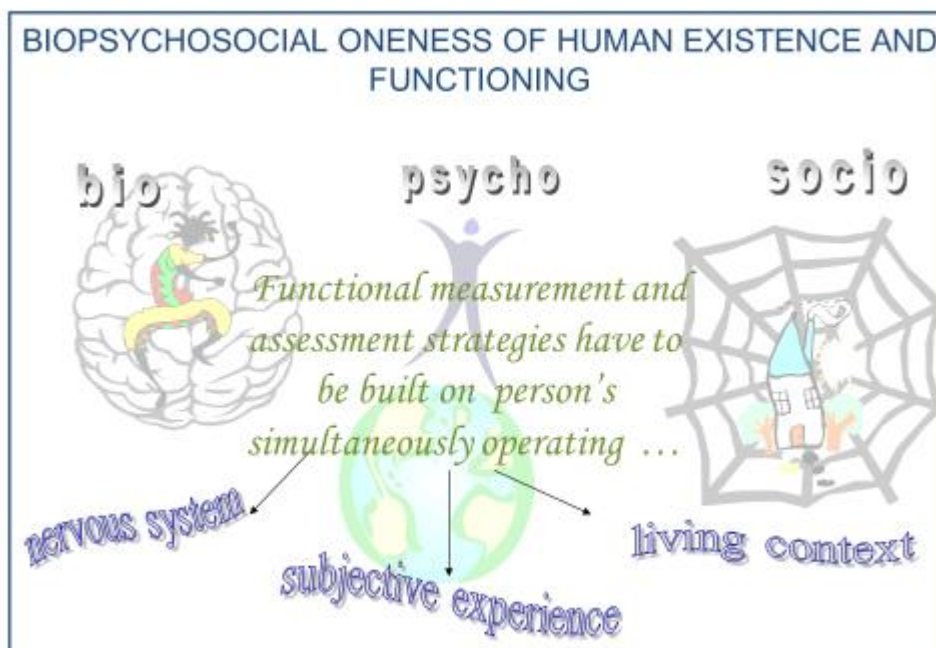 BIOPSYCHOSOCIAL ONENESS OF HUMAN EXISTENCE AND
FUNCTIONING
bio
psycho
socio
Functional measurement and
assessment strategies have to
be built on person's
simultaneously operating ...
nervous system
subjective experience
living context